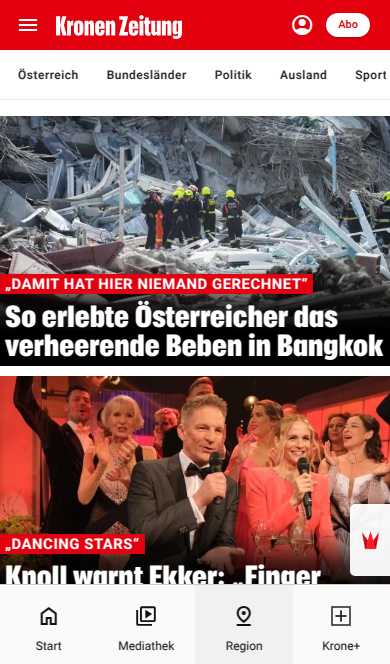 Kronen Zeitung
Abo
Österreich Bundesländer Politik Ausland Sport
„DAMIT HAT HIER NIEMAND GERECHNET“
So erlebte Österreicher das
verheerende Beben in Bangkok
„DANCING STARS“
Knoll warnt Ekker: „Finger
Start Mediathek Region Krone+